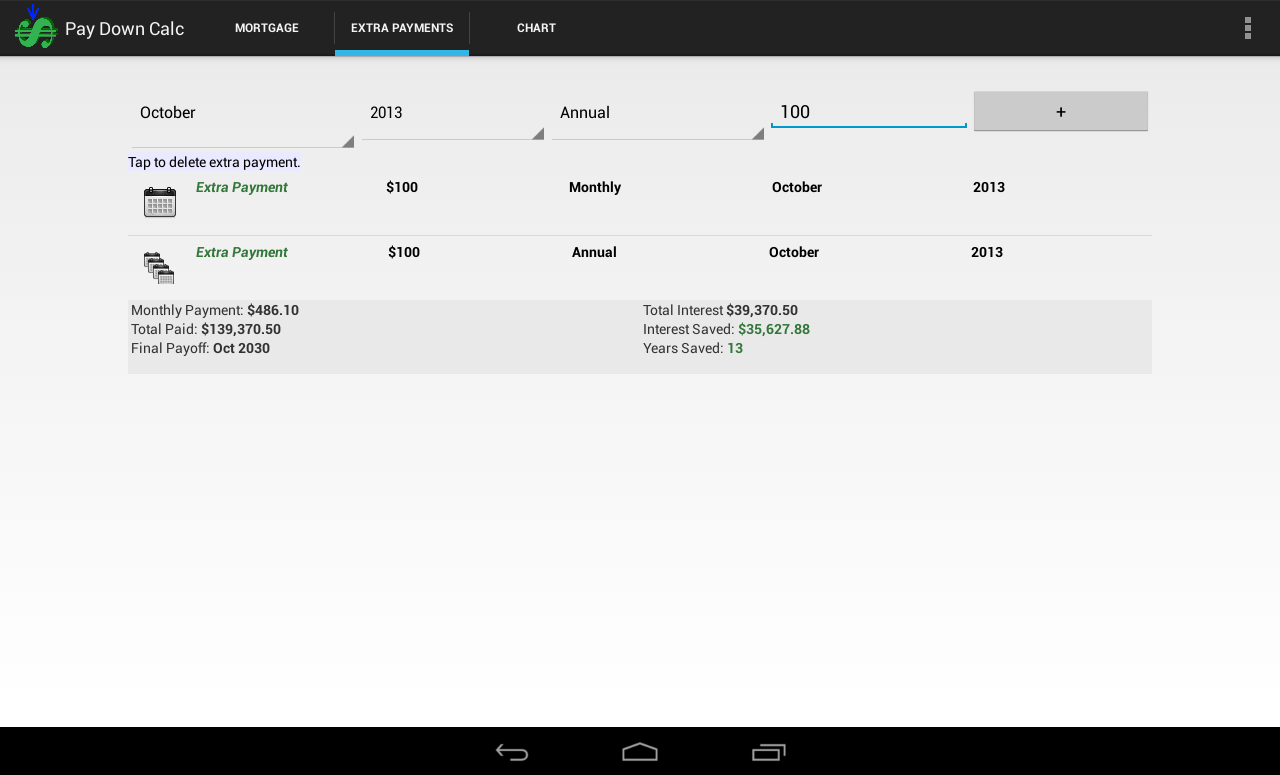 Pay Down Calc MORTGAGE EXTRA PAYMENTS CHART
October 2013 Annual 100 +
Tap to delete extra payment.
Extra Payment $100 Monthly October 2013
Extra Payment $100 Annual October 2013
Monthly Payment: $486.10 Total Interest $39,370.50
Total Paid: $139,370.50 Interest Saved: $35,627.88
Final Payoff: Oct 2030 Years Saved: 13